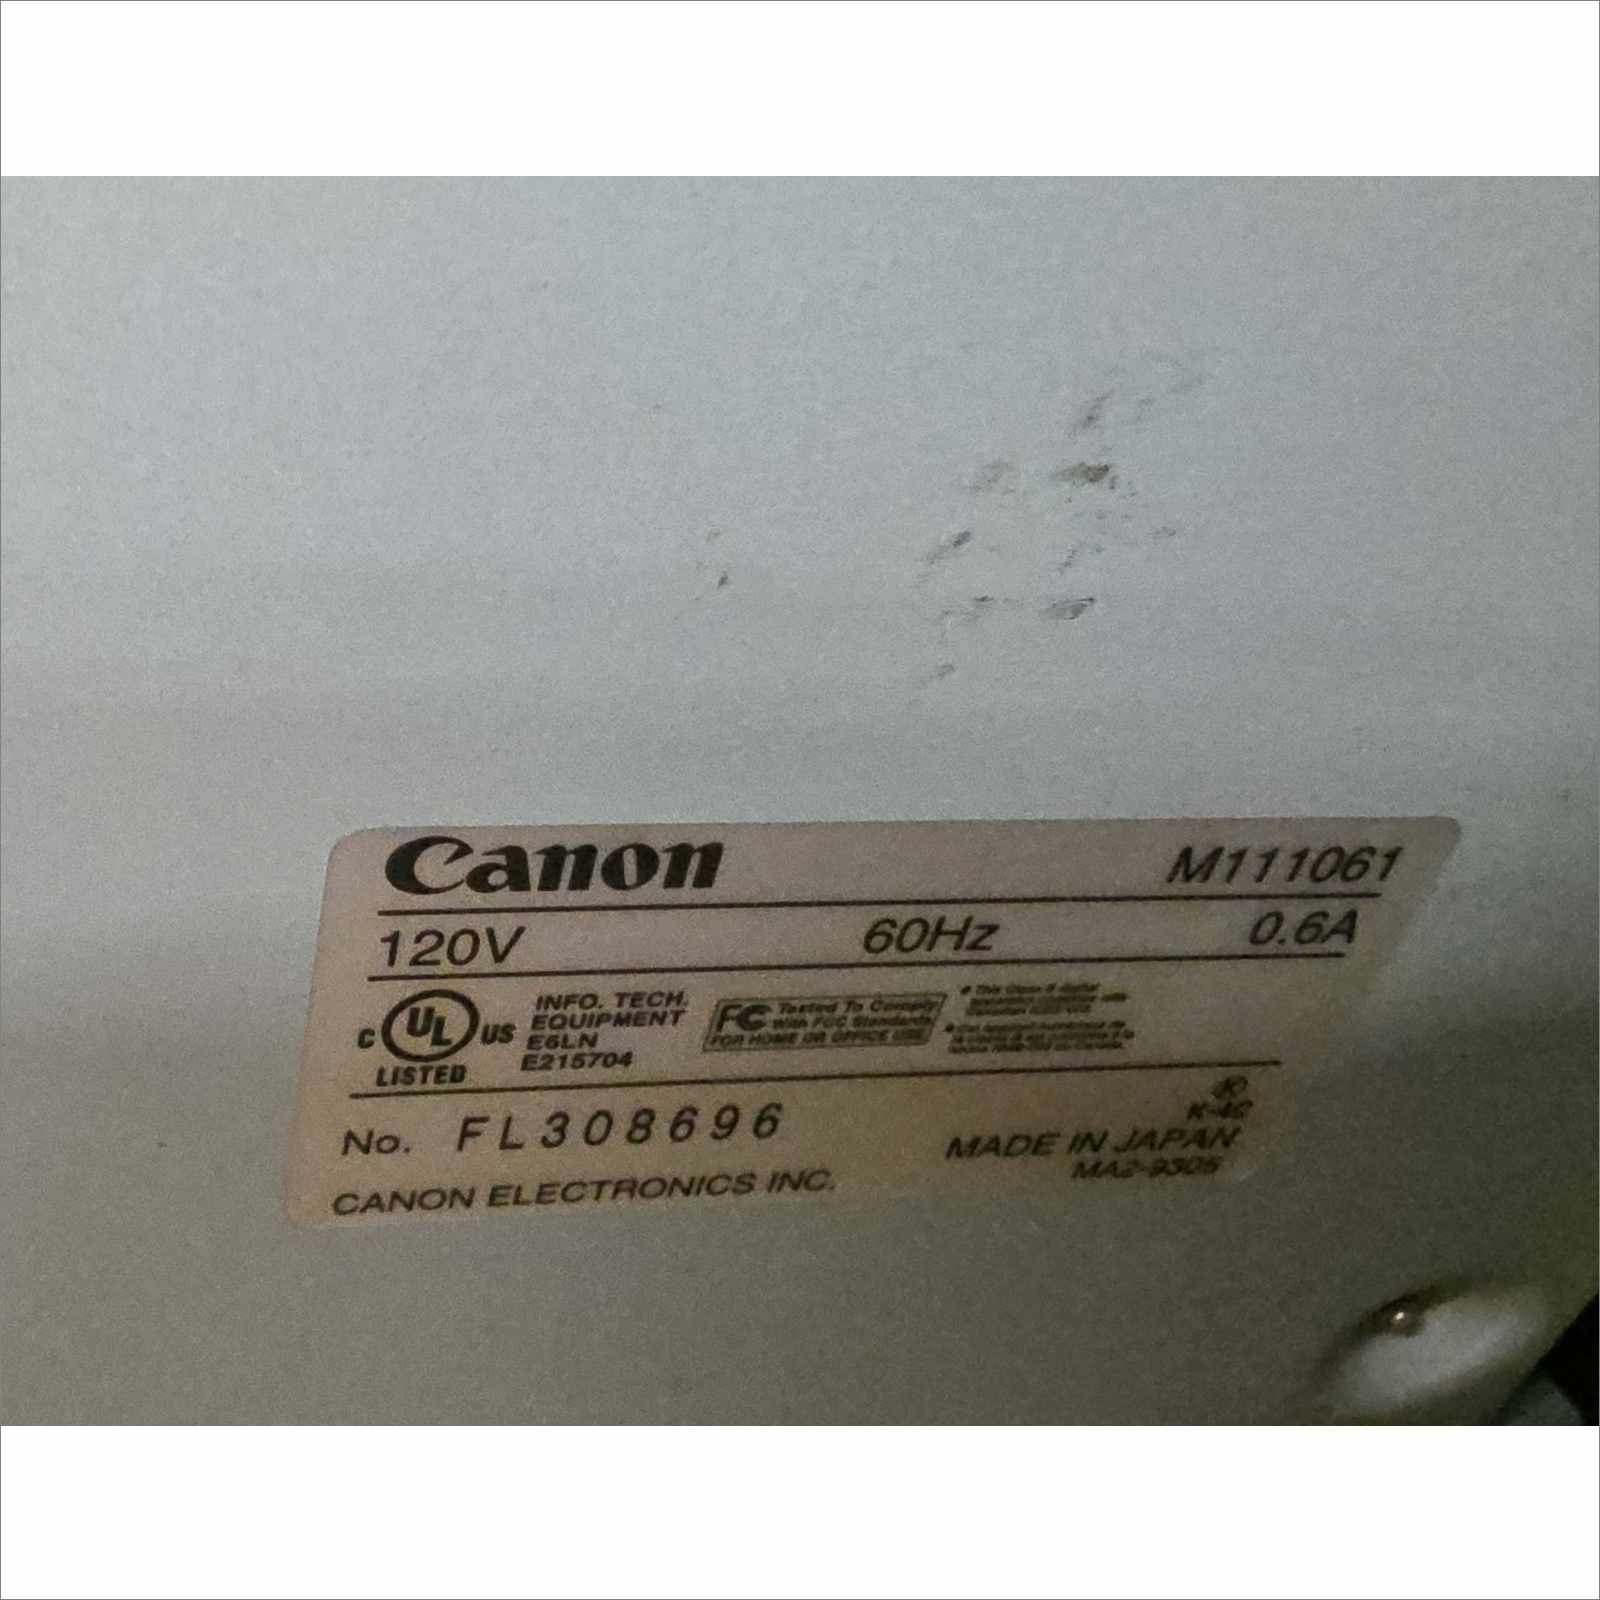 Canon M111061
120V 60Hz 0.6A
C UL US
LISTED
INFO. TECH.
EQUIPMENT
E6LN
E215704
FC Tested To Comply
With FCC Standards
FOR HOME OR OFFICE USE
No. FL308696
MADE IN JAPAN
MA2-9305
CANON ELECTRONICS INC.